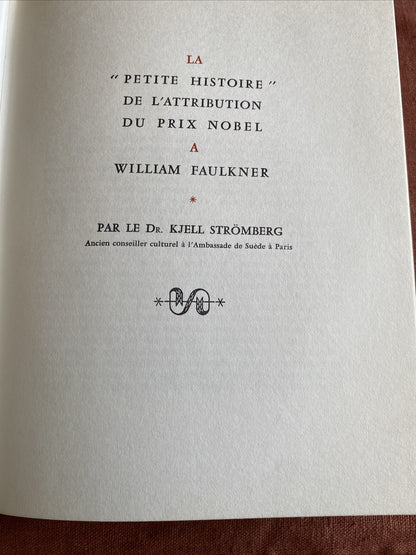 LA
“ PETITE HISTOIRE ”
DE L'ATTRIBUTION
DU PRIX NOBEL
A
WILLIAM FAULKNER
*
PAR LE DR. KJELL STRÖMBERG
Ancien conseiller culturel à l'Ambassade de Suède à Paris